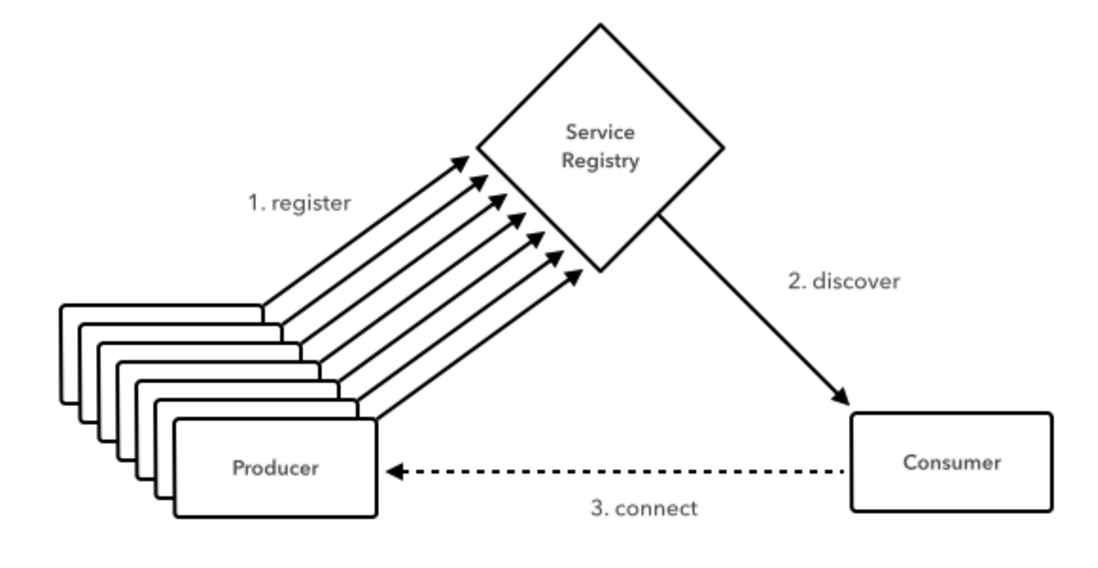 Service
Registry
1. register
2. discover
Producer
Consumer
3. connect